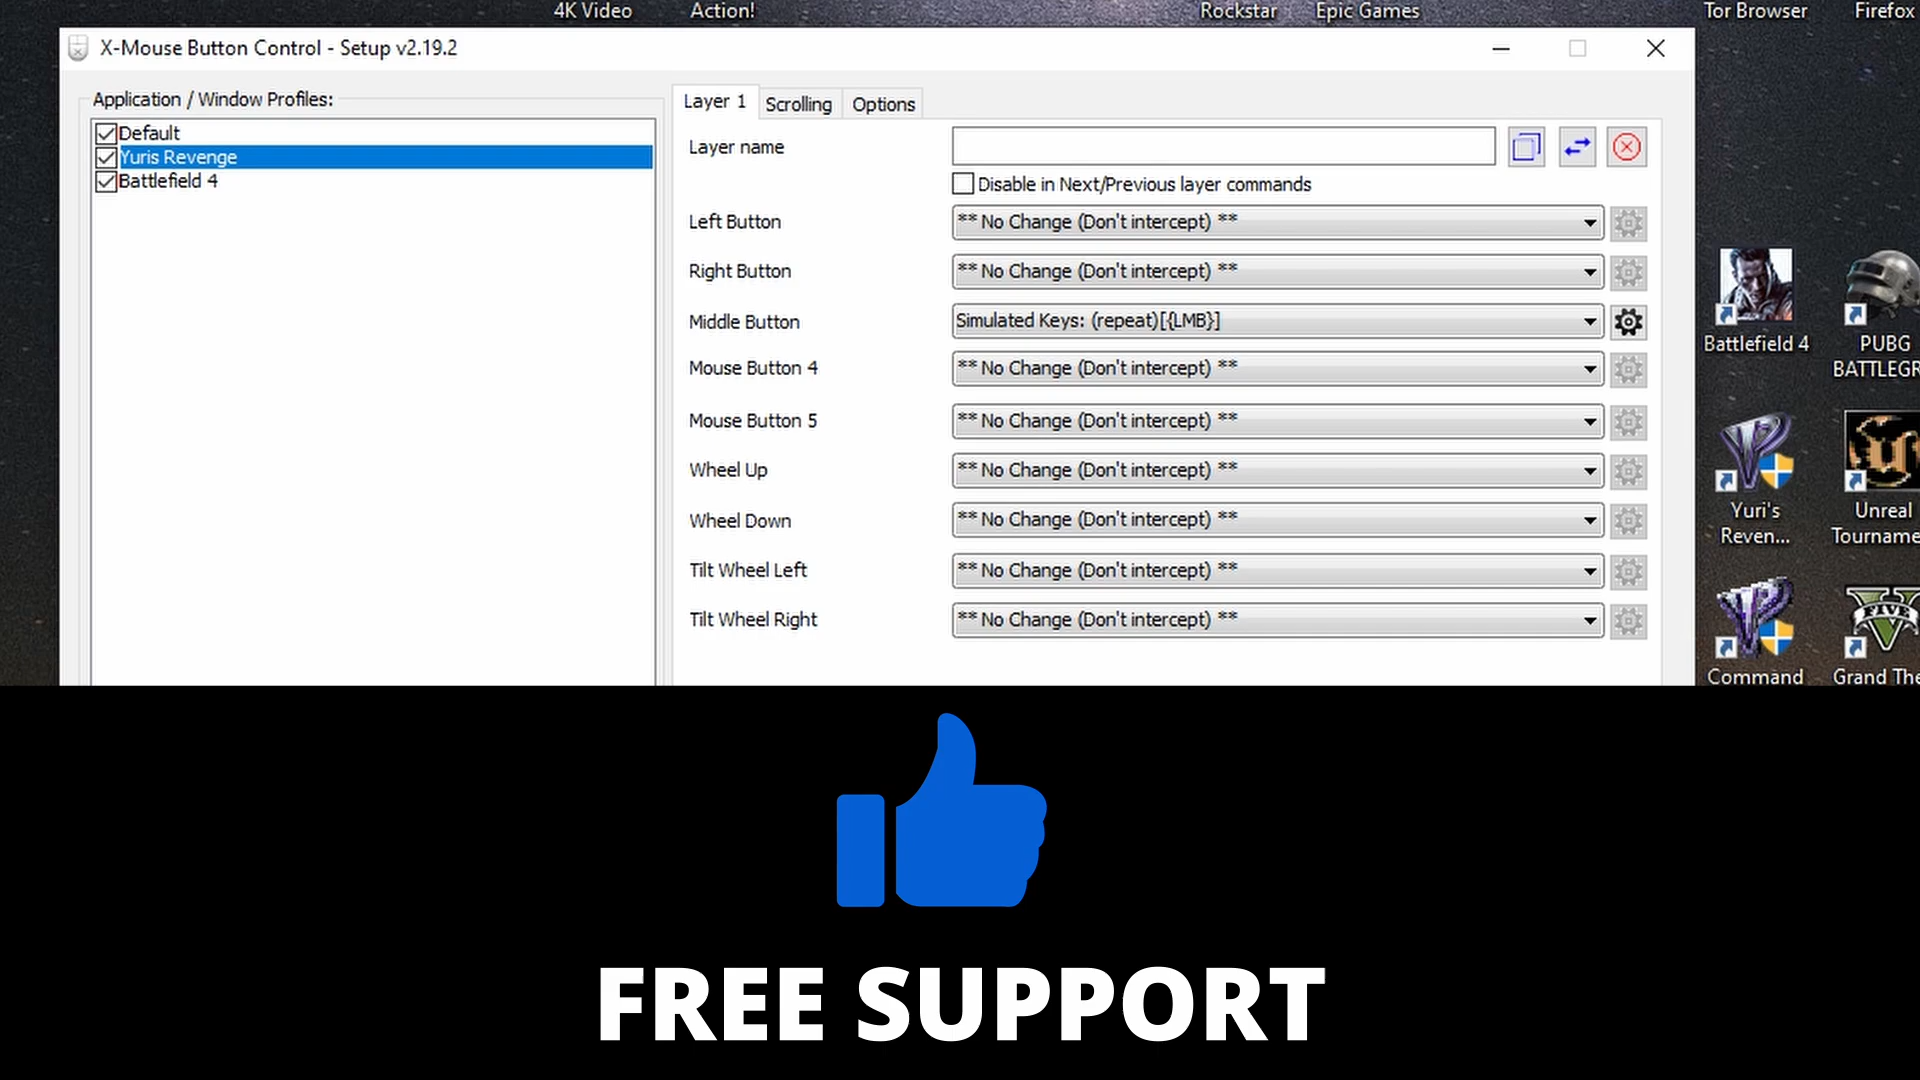 4K Video
Action!
Rockstar
Epic Games
Tor Browser
Firefox
X-Mouse Button Control - Setup v2.19.2
Application / Window Profiles:
Default
Yuris Revenge
Battlefield 4
Layer 1
Scrolling
Options
Layer name
Disable in Next/Previous layer commands
Left Button
** No Change (Don't intercept) **
Right Button
** No Change (Don't intercept) **
Middle Button
Simulated Keys: (repeat)[{LMB}]
Mouse Button 4
** No Change (Don't intercept) **
Mouse Button 5
** No Change (Don't intercept) **
Wheel Up
** No Change (Don't intercept) **
Wheel Down
** No Change (Don't intercept) **
Tilt Wheel Left
** No Change (Don't intercept) **
Tilt Wheel Right
** No Change (Don't intercept) **
Battlefield 4
PUBG
BATTLEGR
Yuri's
Reven...
Unreal
Tourname
Command
FIVE
Grand The
FREE SUPPORT